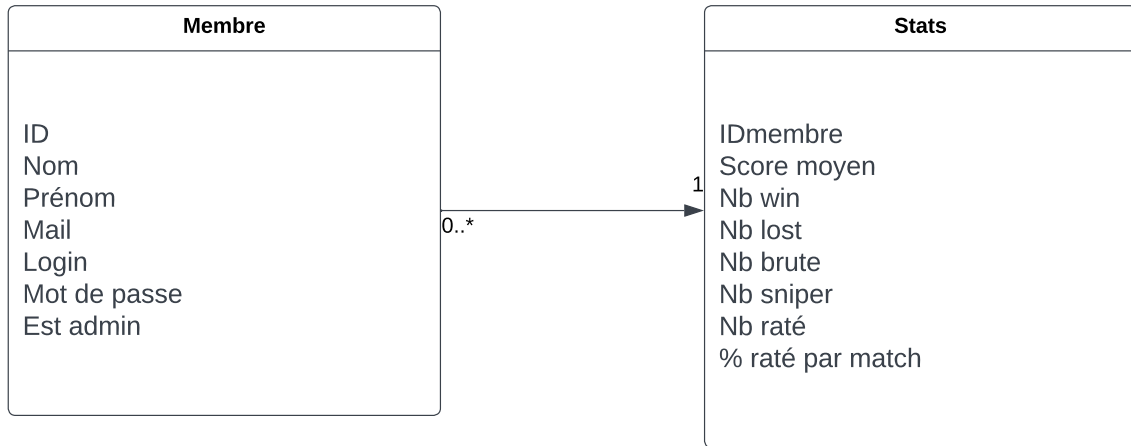 Membre
ID
Nom
Prénom
Mail
Login
Mot de passe
Est admin
0..*
1
Stats
IDmembre
Score moyen
Nb win
Nb lost
Nb brute
Nb sniper
Nb raté
% raté par match